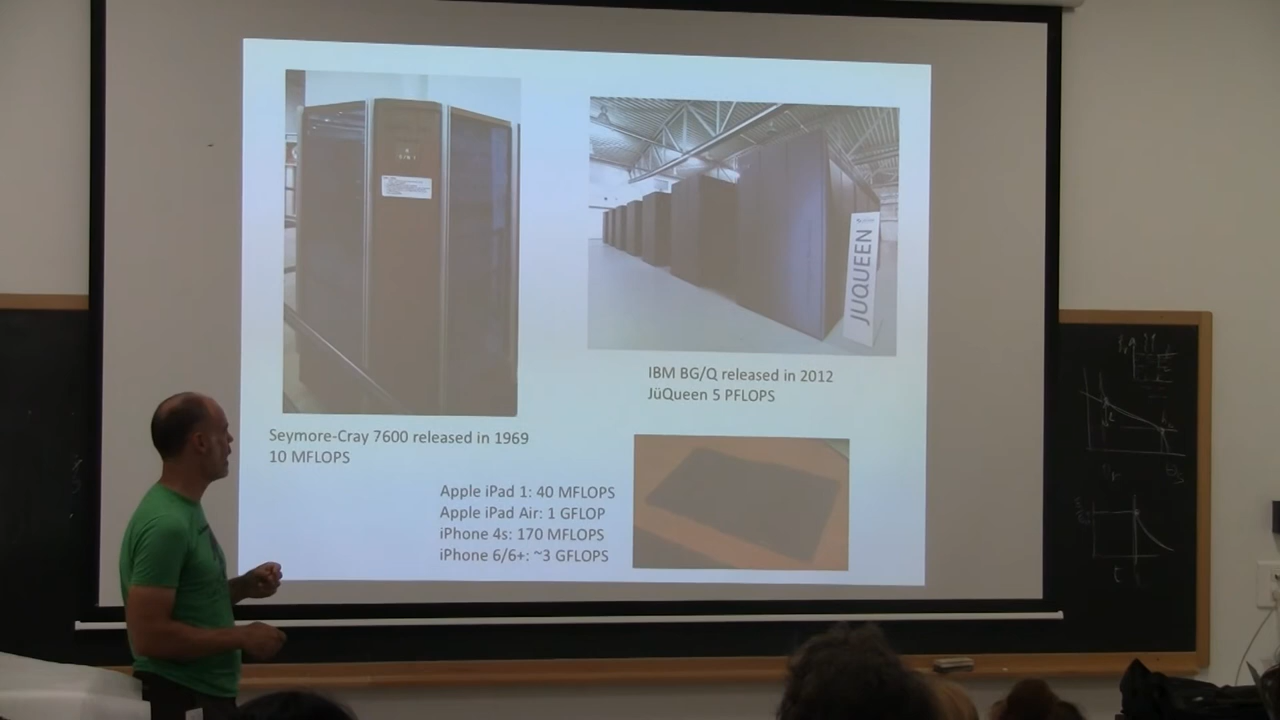 JUQUEEN
IBM BG/Q released in 2012
JüQueen 5 PFLOPS
Seymore-Cray 7600 released in 1969
10 MFLOPS
Apple iPad 1: 40 MFLOPS
Apple iPad Air: 1 GFLOP
iPhone 4s: 170 MFLOPS
iPhone 6/6+: ~3 GFLOPS